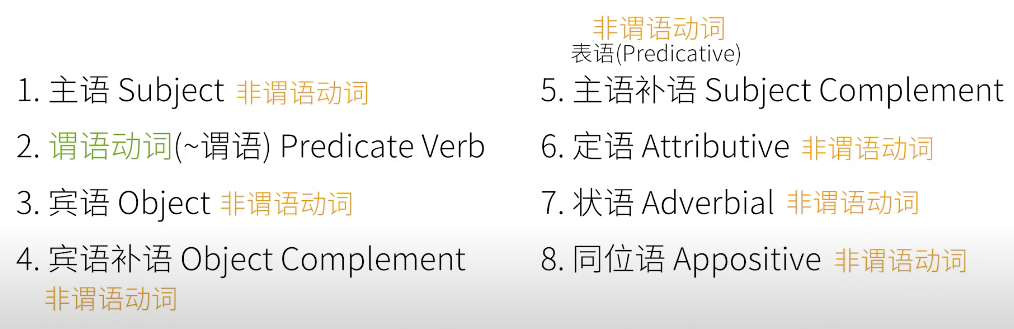 1. 主语 Subject 非谓语动词
2. 谓语动词(~谓语) Predicate Verb
3. 宾语 Object 非谓语动词
4. 宾语补语 Object Complement
非谓语动词
非谓语动词
表语(Predicative)
5. 主语补语 Subject Complement
6. 定语 Attributive 非谓语动词
7. 状语 Adverbial 非谓语动词
8. 同位语 Appositive 非谓语动词